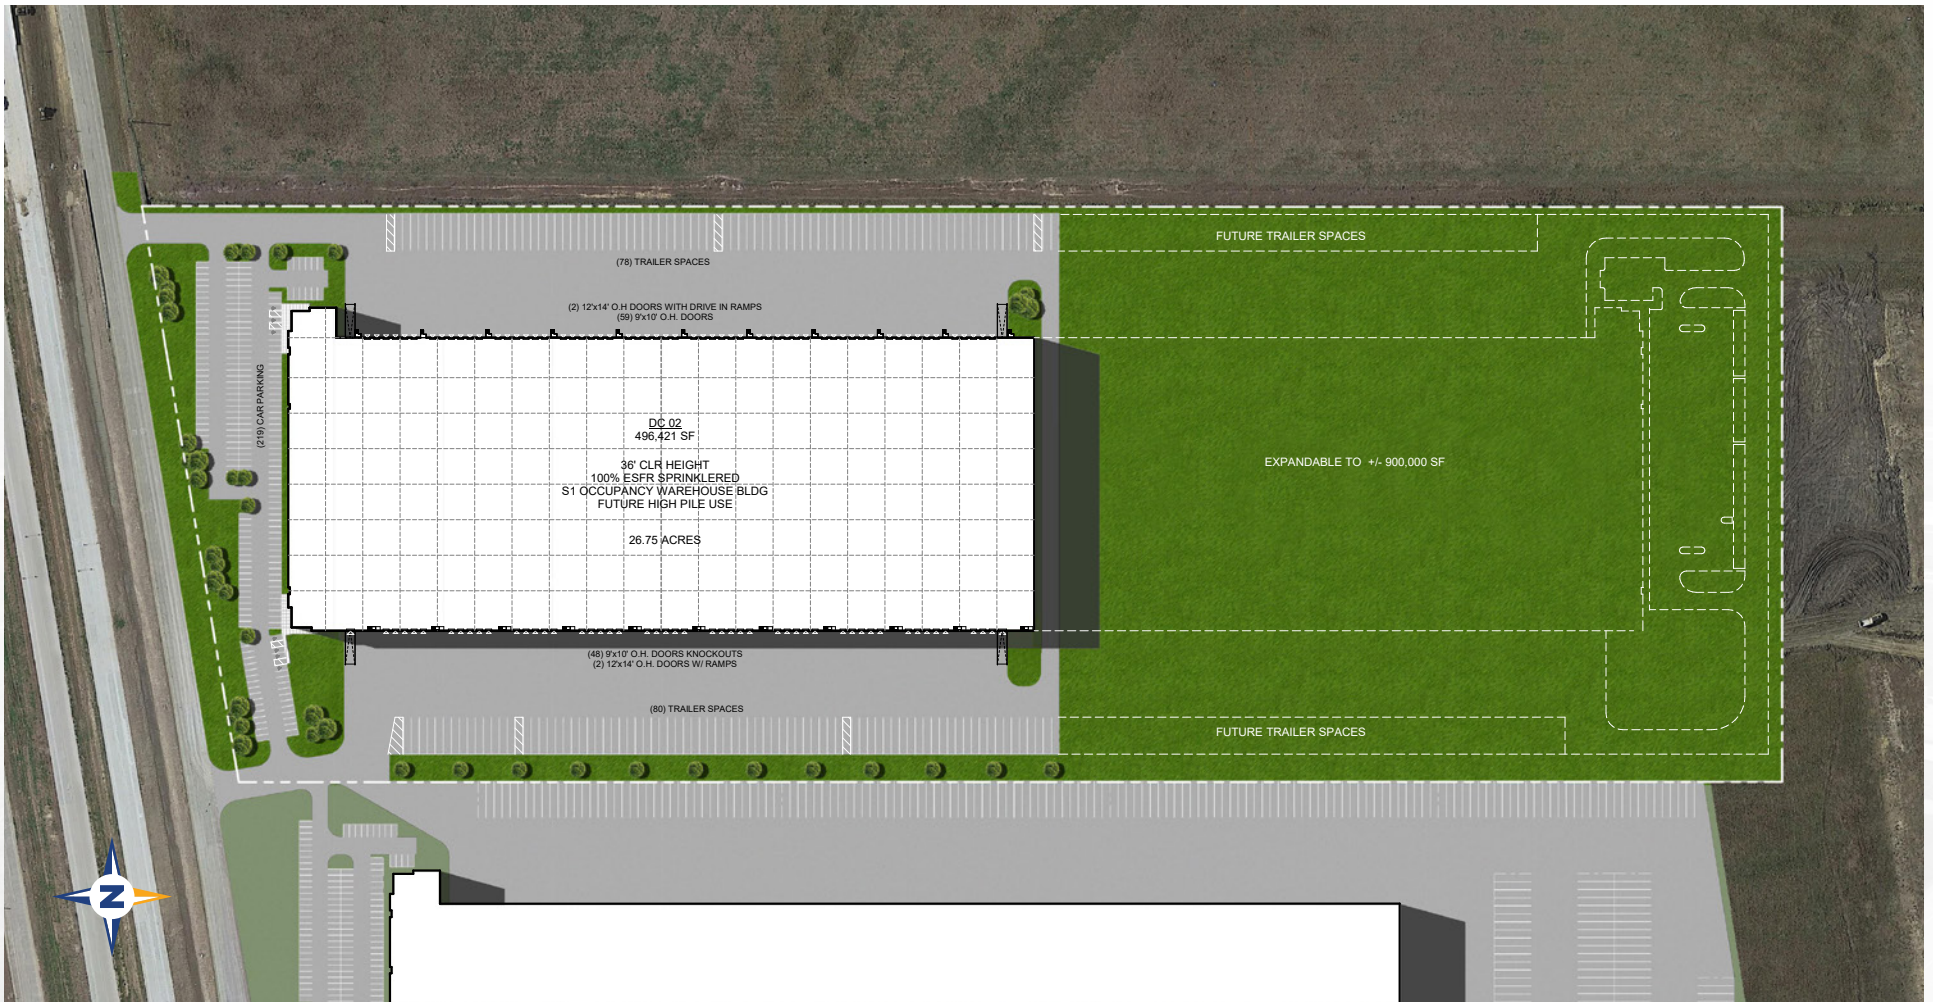 FUTURE TRAILER SPACES
(78) TRAILER SPACES
(2) 12'x14' O.H DOORS WITH DRIVE IN RAMPS
(59) 9'x10' O.H. DOORS
(219) CAR PARKING
DC 02
496,421 SF
36' CLR HEIGHT
100% ESFR SPRINKLERED
S1 OCCUPANCY WAREHOUSE BLDG
FUTURE HIGH PILE USE
26.75 ACRES
EXPANDABLE TO +/- 900,000 SF
(48) 9'x10' O.H. DOORS KNOCKOUTS
(2) 12'x14' O.H. DOORS W/ RAMPS
(80) TRAILER SPACES
FUTURE TRAILER SPACES
N